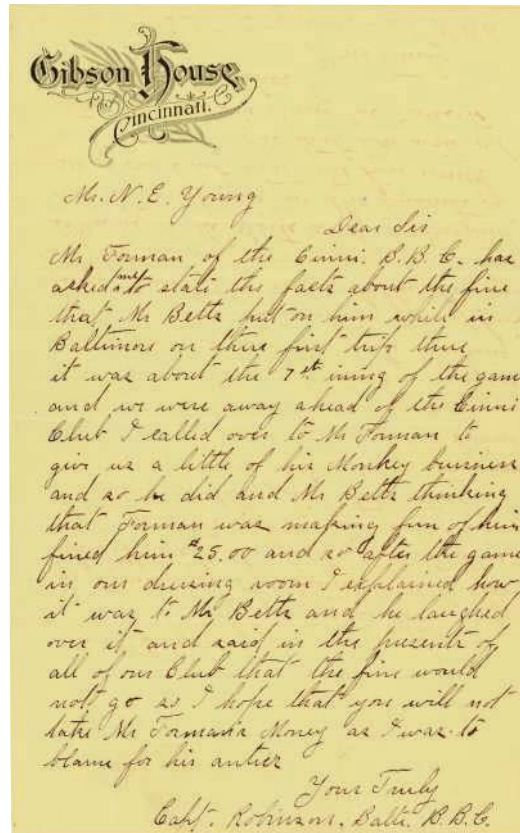 Gibson House
Cincinnati.
Mr. N. E. Young
Dear Sir
Mr Forman of the Cinni. B. B. C. has
asked me to state the facts about the fine
that Mr Betts put on him while in
Baltimore on there first trip there
it was about the 7th ining of the game
and we were away ahead of the Cinni
Club I called over to Mr Forman to
give us a little of his Monkey business
and so he did and Mr Betts thinking
that Forman was making fun of him
fined him $25.00 and so after the game
in our dressing room I explained how
it was to Mr Betts and he laughed
over it and said in the presents of
all of our Club that the fine would
not go so I hope that you will not
take Mr Forman's Money as I was to
blame for his antics
Your Truly
Capt. Robinson. Balto. B. B. C.